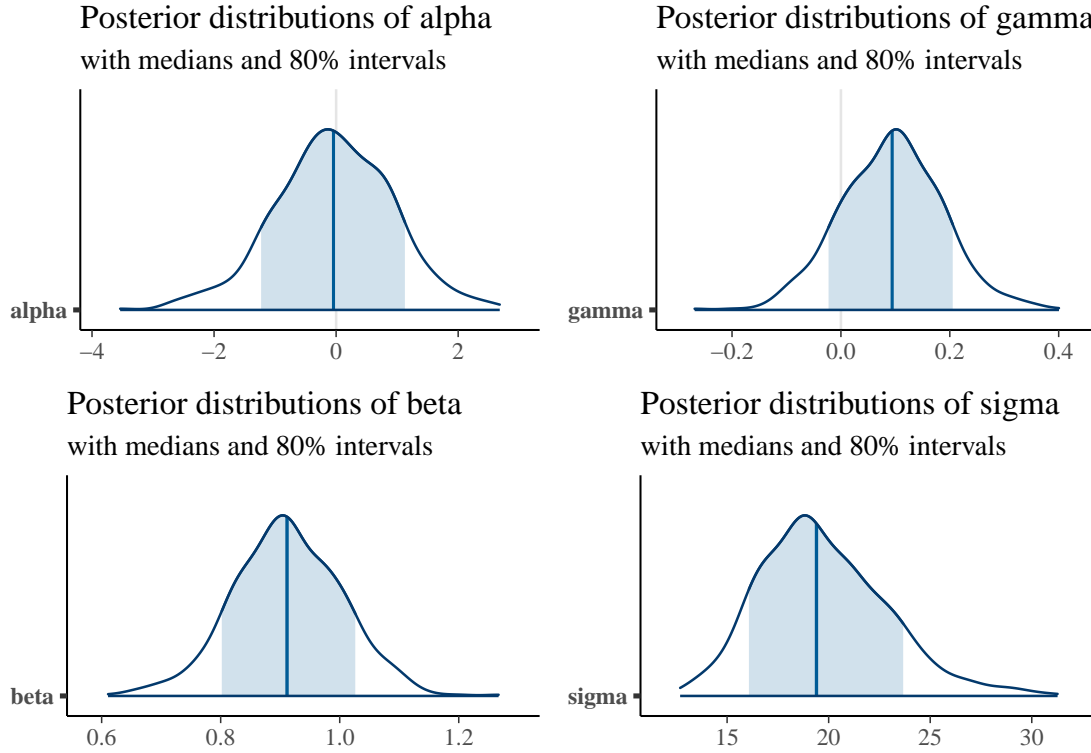 Posterior distributions of alpha
with medians and 80% intervals
alpha
−4 −2 0 2
Posterior distributions of gamma
with medians and 80% intervals
gamma
−0.2 0.0 0.2 0.4
Posterior distributions of beta
with medians and 80% intervals
beta
0.6 0.8 1.0 1.2
Posterior distributions of sigma
with medians and 80% intervals
sigma
15 20 25 30